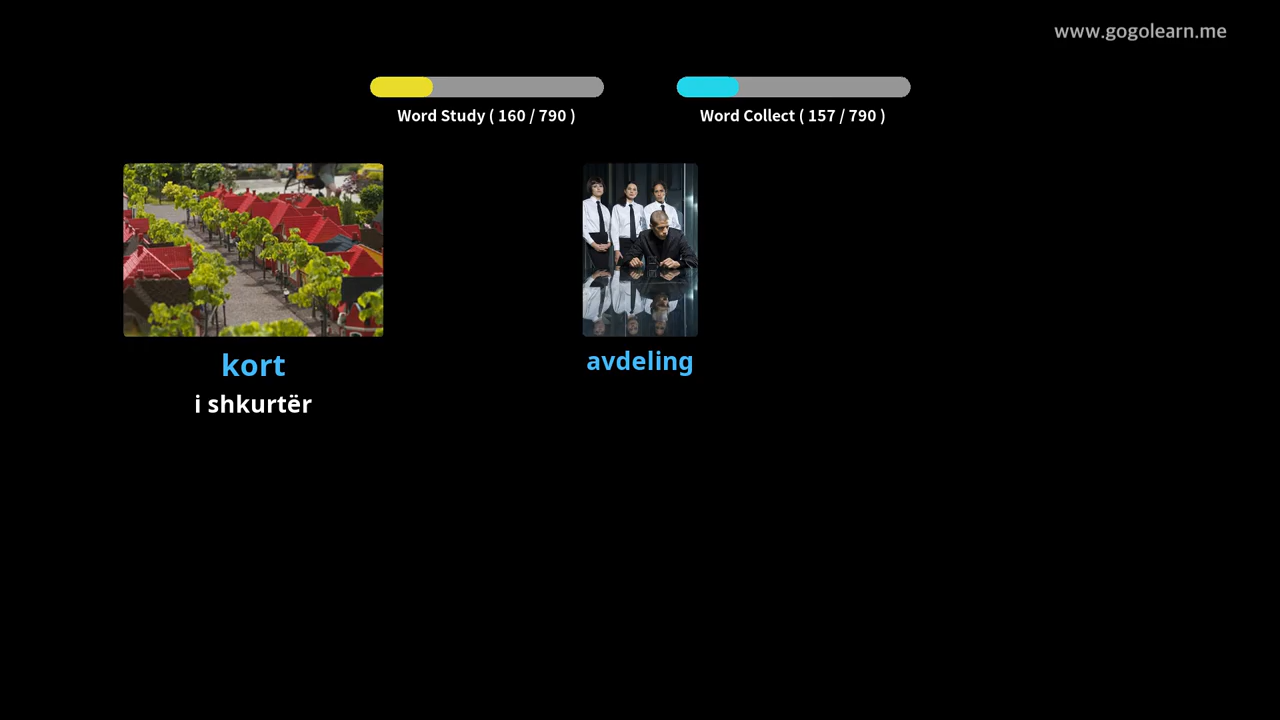 www.gogolearn.me
Word Study ( 160 / 790 )
Word Collect ( 157 / 790 )
kort
i shkurtër
avdeling